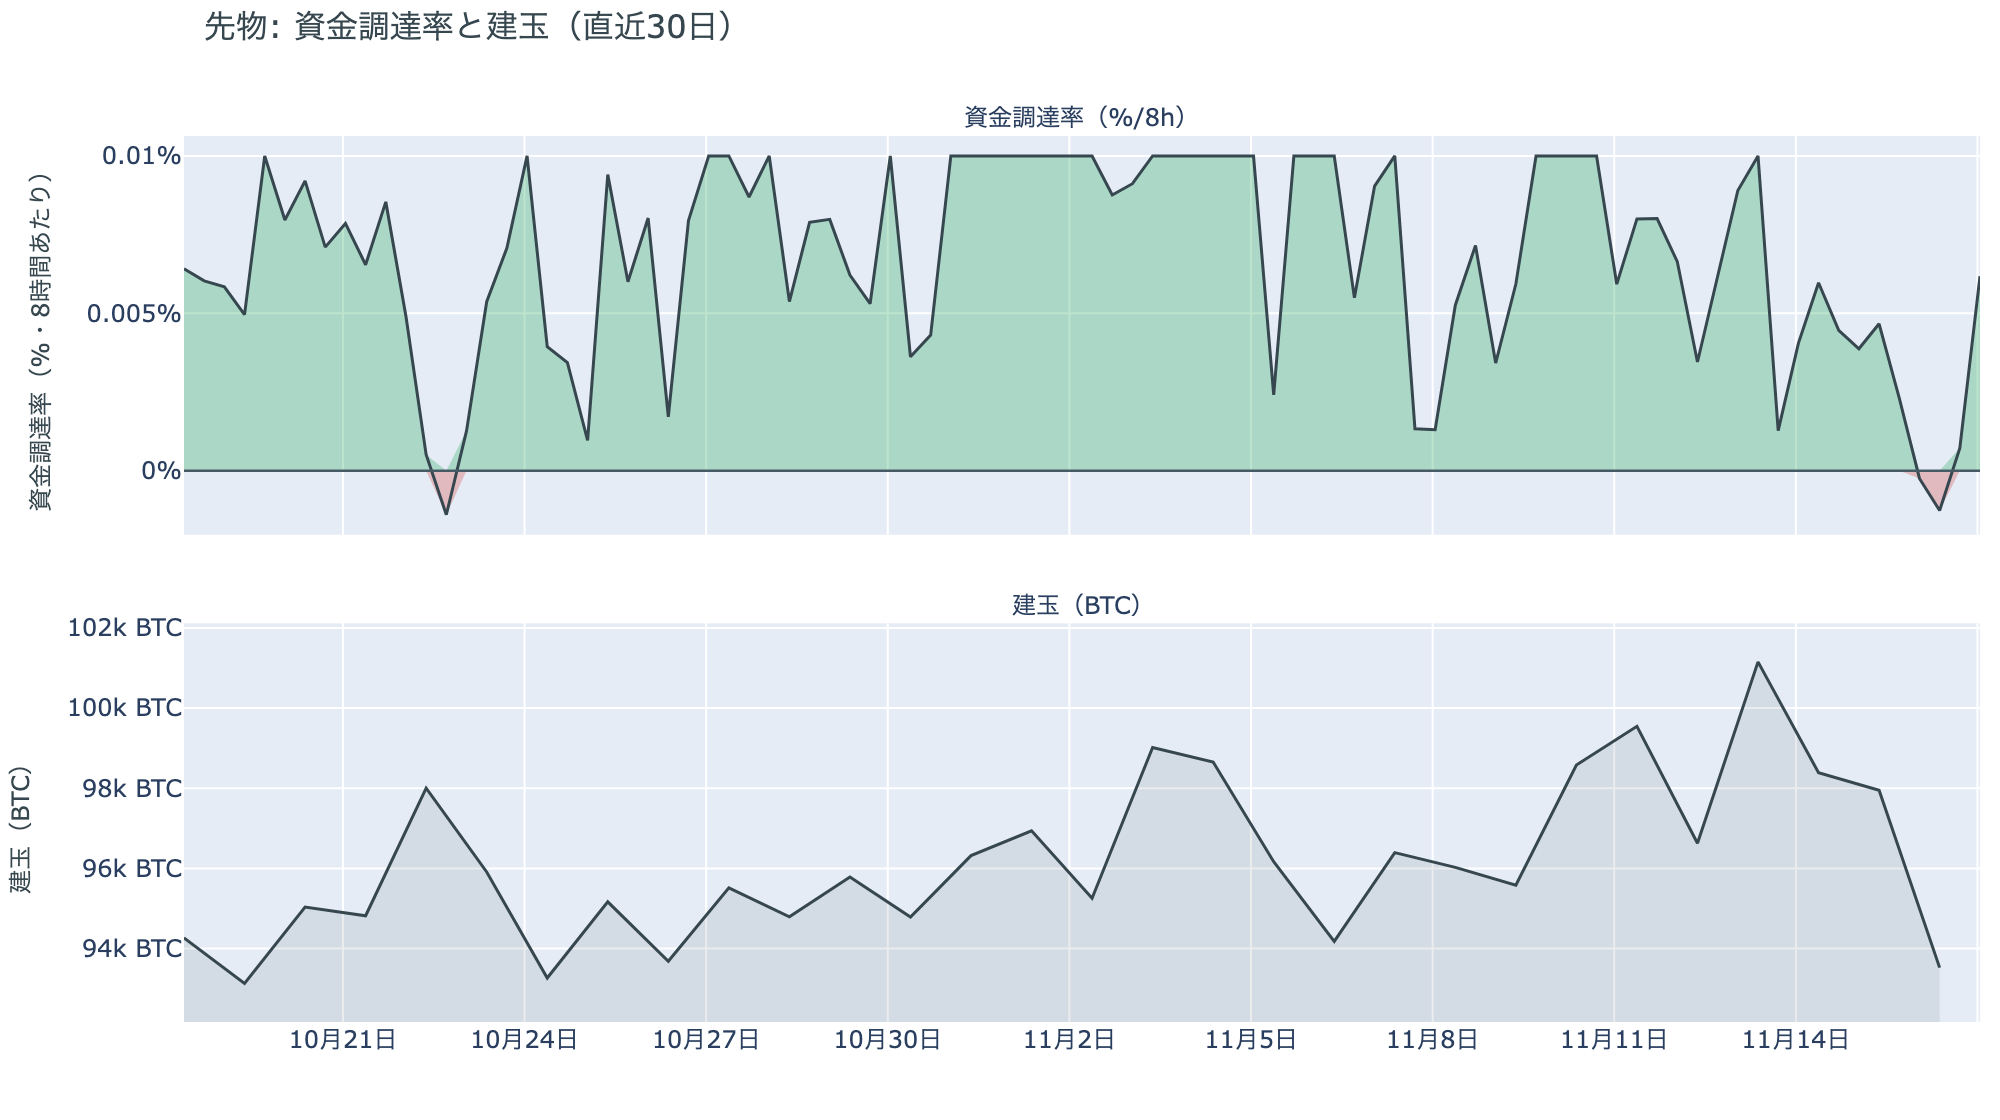 先物: 資金調達率と建玉（直近30日）
資金調達率（%/8h）
資金調達率（%・8時間あたり）
0.01%
0.005%
0%
建玉（BTC）
建玉（BTC）
102k BTC
100k BTC
98k BTC
96k BTC
94k BTC
10月21日
10月24日
10月27日
10月30日
11月2日
11月5日
11月8日
11月11日
11月14日